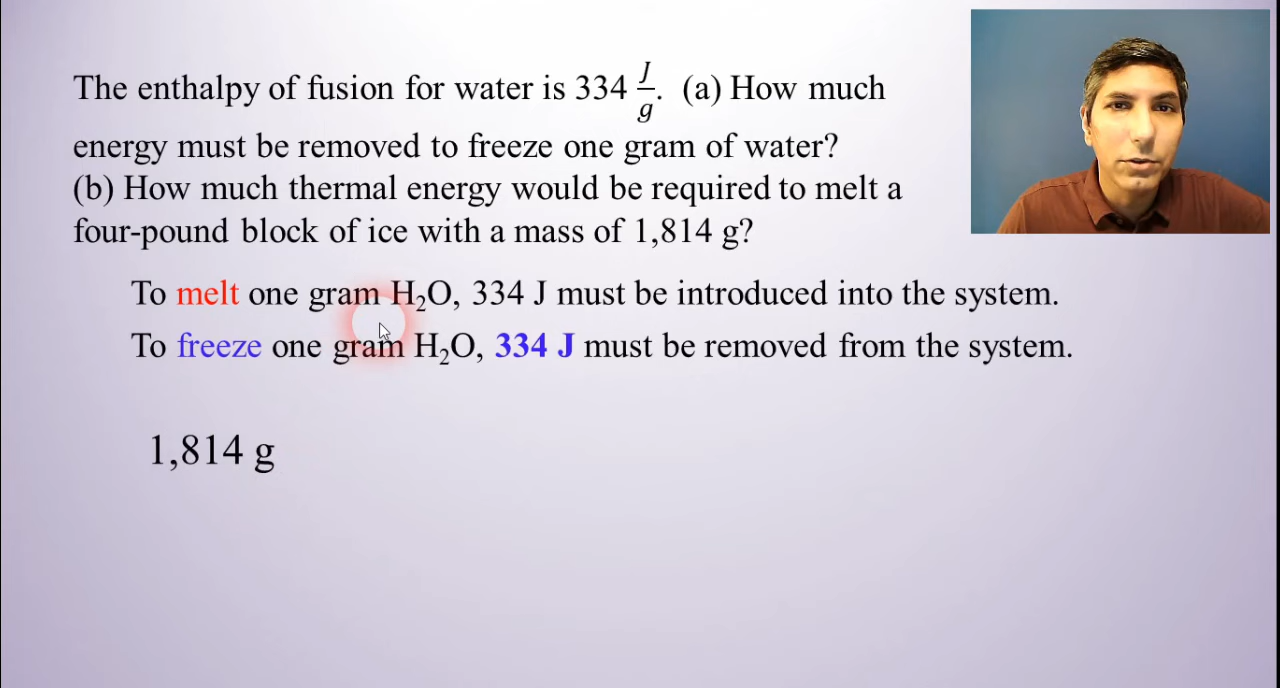 The enthalpy of fusion for water is 334 J/g. (a) How much
energy must be removed to freeze one gram of water?
(b) How much thermal energy would be required to melt a
four-pound block of ice with a mass of 1,814 g?
To melt one gram H₂O, 334 J must be introduced into the system.
To freeze one gram H₂O, 334 J must be removed from the system.
1,814 g